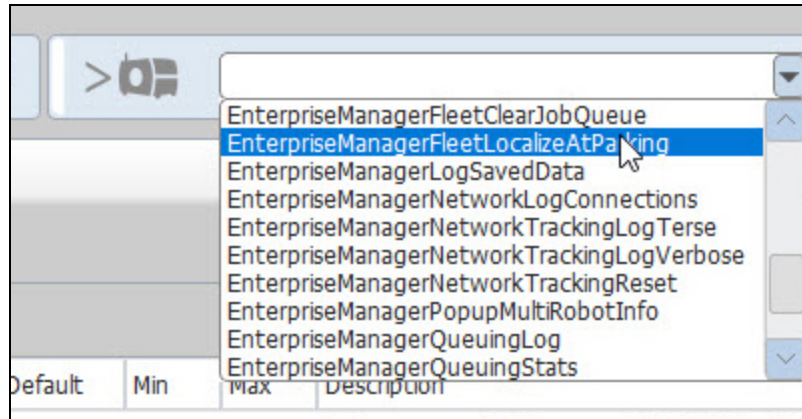 >
EnterpriseManagerFleetClearJobQueue
EnterpriseManagerFleetLocalizeAtParking
EnterpriseManagerLogSavedData
EnterpriseManagerNetworkLogConnections
EnterpriseManagerNetworkTrackingLogTerse
EnterpriseManagerNetworkTrackingLogVerbose
EnterpriseManagerNetworkTrackingReset
EnterpriseManagerPopupMultiRobotInfo
EnterpriseManagerQueuingLog
EnterpriseManagerQueuingStats
Default Min Max Description